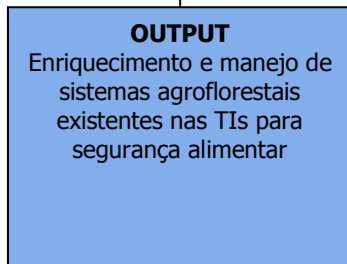 OUTPUT
Enriquecimento e manejo de
sistemas agroflorestais
existentes nas TIs para
segurança alimentar